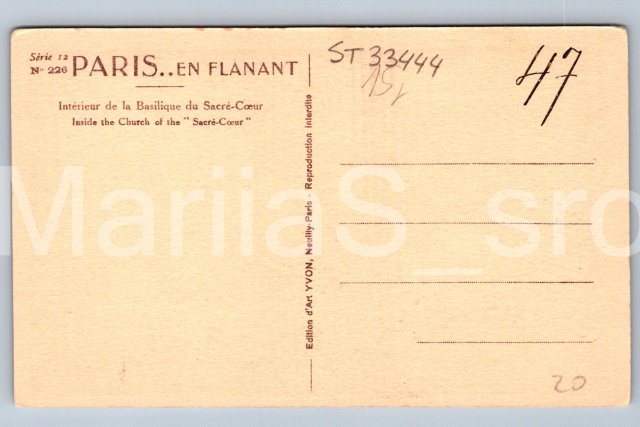 Série 12
Nº 226 PARIS.. EN FLANANT
Intérieur de la Basilique du Sacré-Cœur
Inside the Church of the " Sacré-Cœur "
Edition d'Art YVON, Neuilly-Paris - Reproduction interdite
ST 33444
15,
47
20
MariiaS_sro